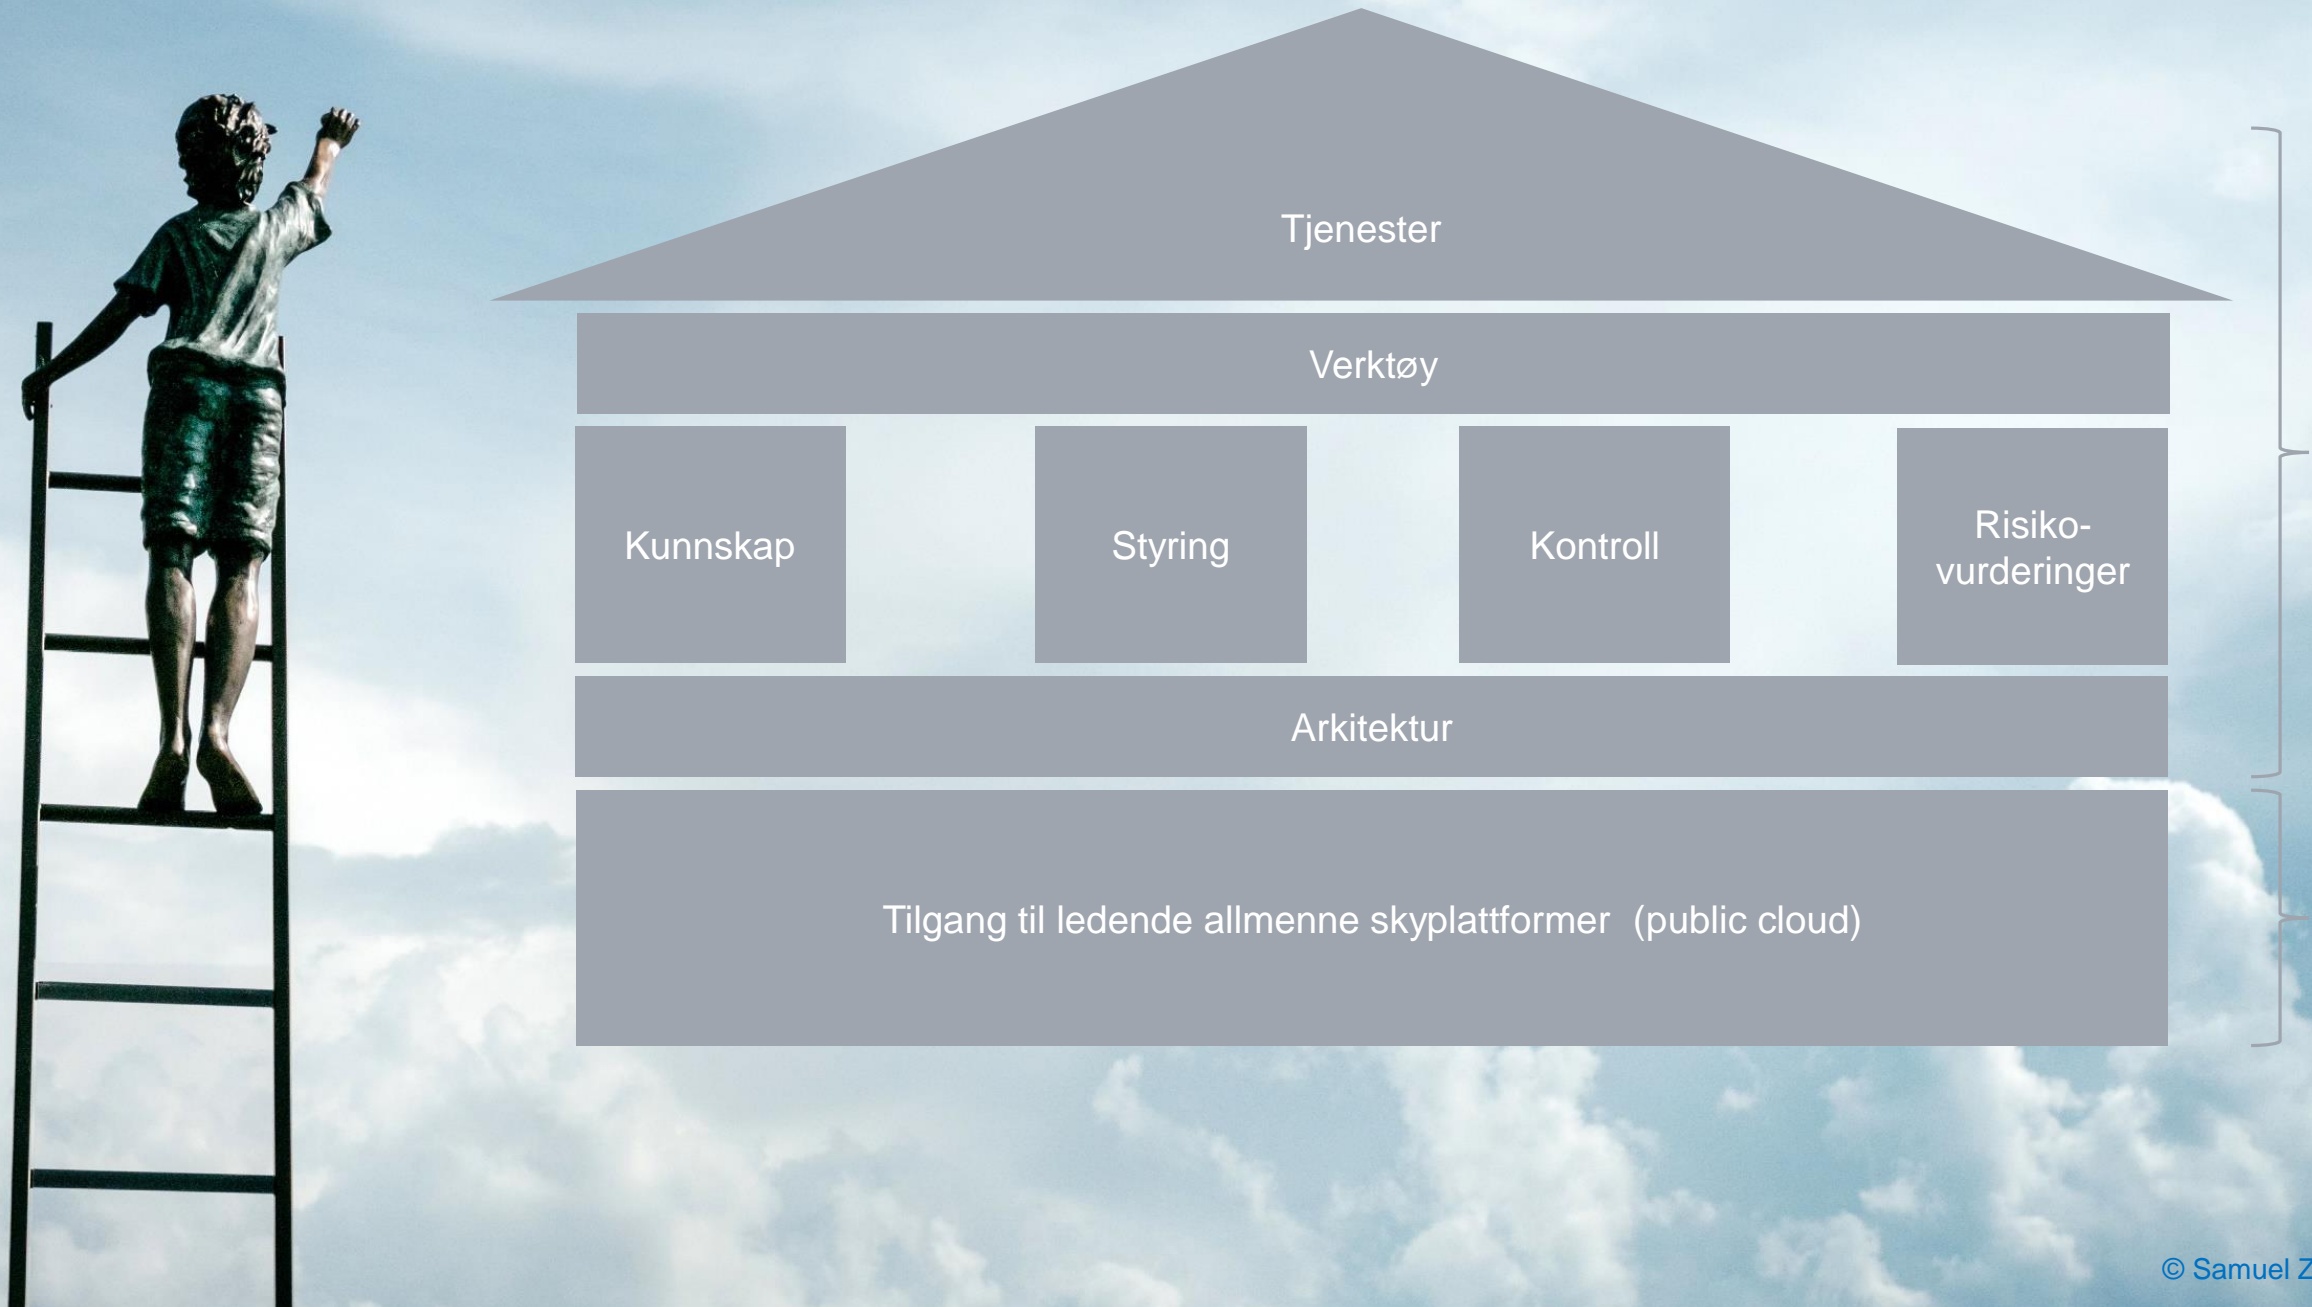 Tjenester
Verktøy
Kunnskap
Styring
Kontroll
Risiko-
vurderinger
Arkitektur
Tilgang til ledende allmenne skyplattformer (public cloud)
© Samuel Z